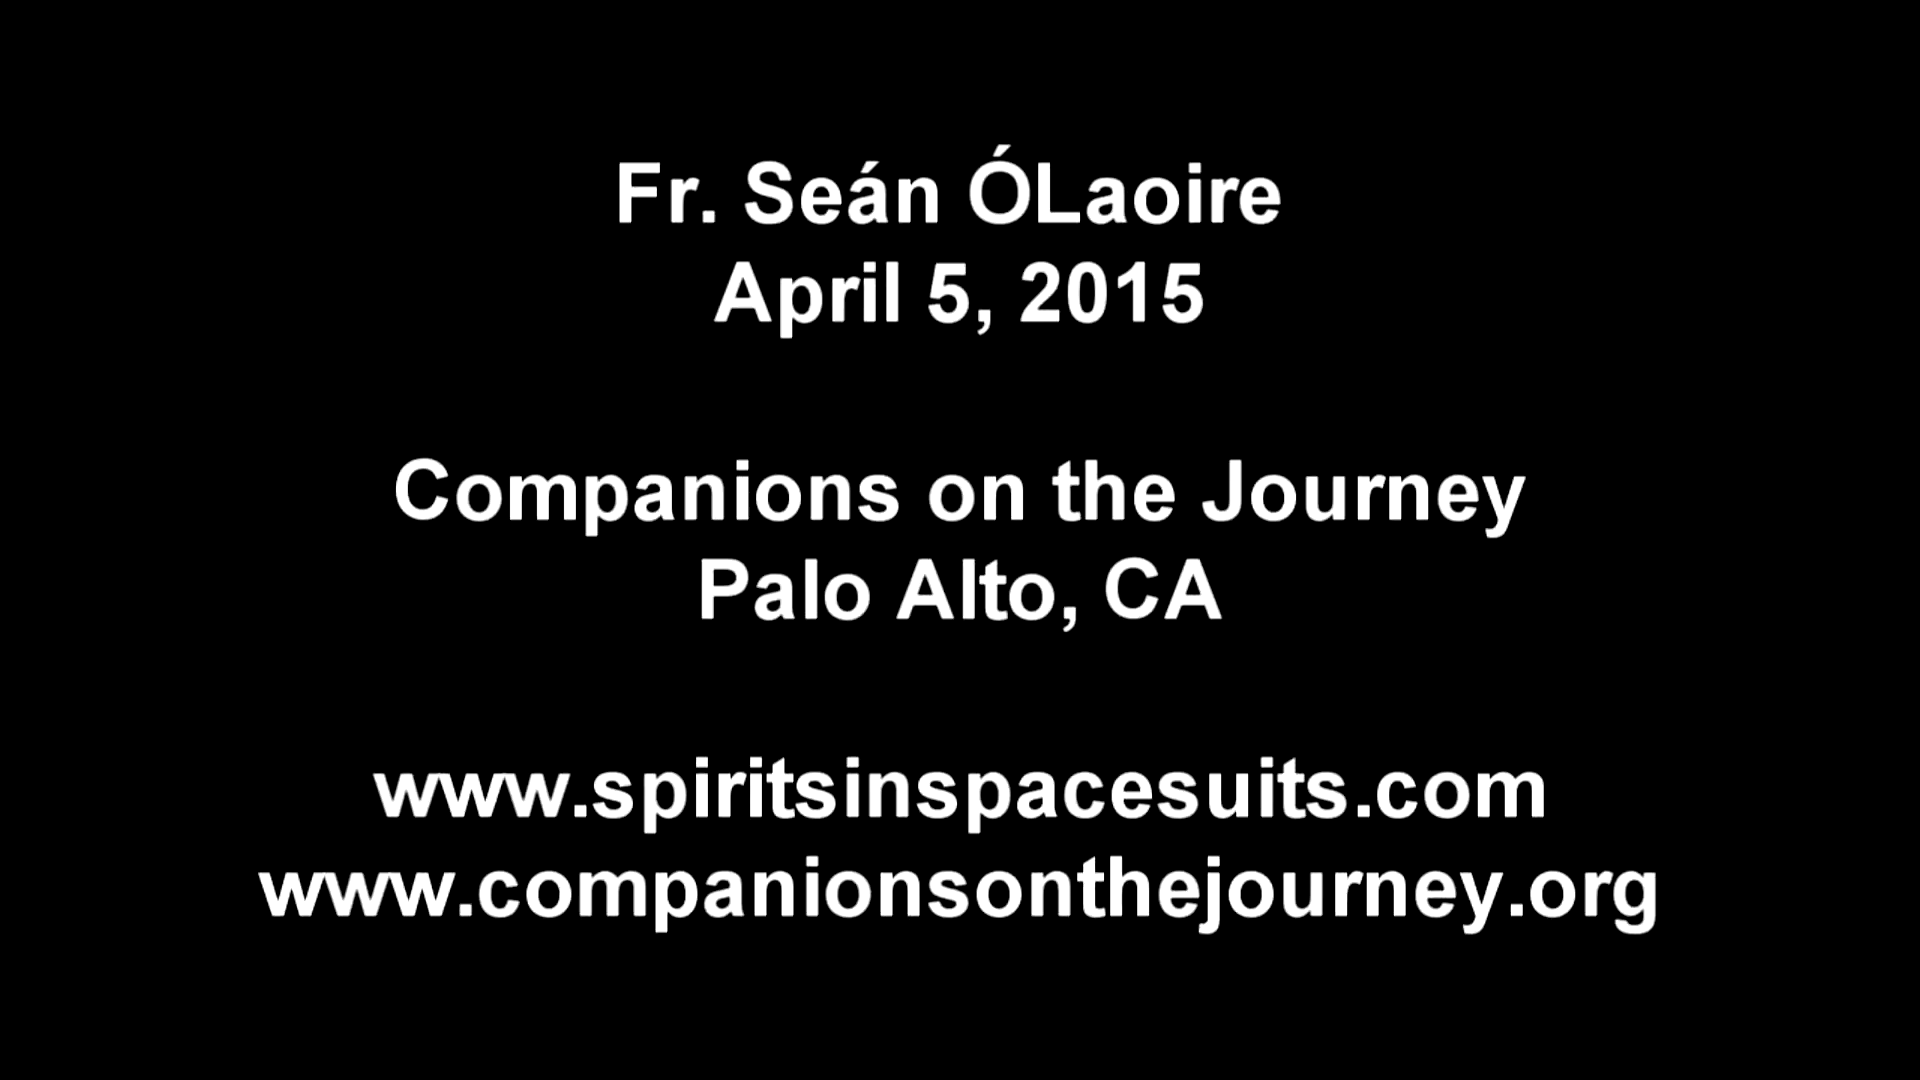 Fr. Seán ÓLaoire
April 5, 2015
Companions on the Journey
Palo Alto, CA
www.spiritsinspacesuits.com
www.companionsonthejourney.org